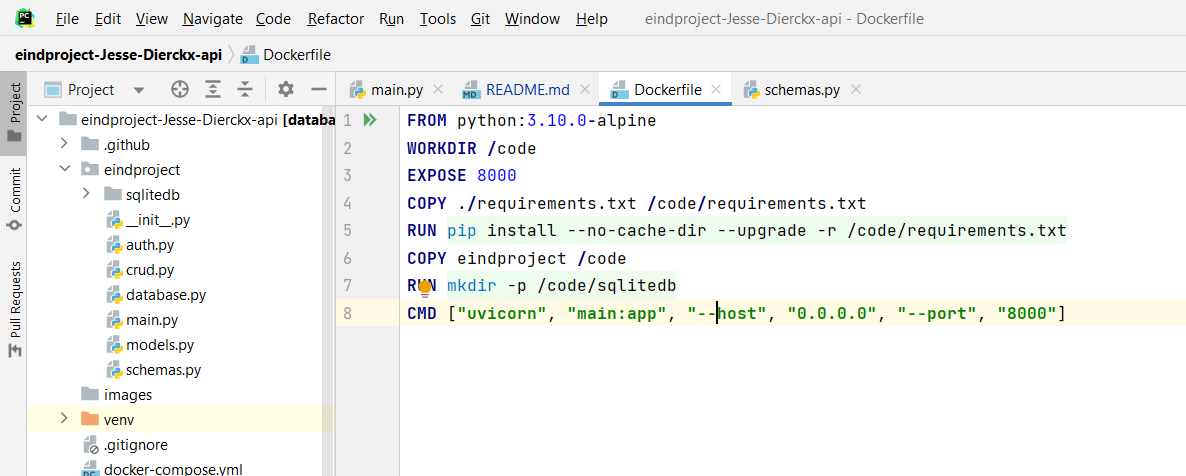 PC File Edit View Navigate Code Refactor Run Tools Git Window Help eindproject-Jesse-Dierckx-api - Dockerfile
eindproject-Jesse-Dierckx-api Dockerfile
Project main.py README.md Dockerfile schemas.py
Project
Commit
Pull Requests
eindproject-Jesse-Dierckx-api [databa
.github
eindproject
sqlitedb
__init__.py
auth.py
crud.py
database.py
main.py
models.py
schemas.py
images
venv
.gitignore
docker-compose.yml
1 FROM python:3.10.0-alpine
2 WORKDIR /code
3 EXPOSE 8000
4 COPY ./requirements.txt /code/requirements.txt
5 RUN pip install --no-cache-dir --upgrade -r /code/requirements.txt
6 COPY eindproject /code
7 RUN mkdir -p /code/sqlitedb
8 CMD ["uvicorn", "main:app", "--host", "0.0.0.0", "--port", "8000"]